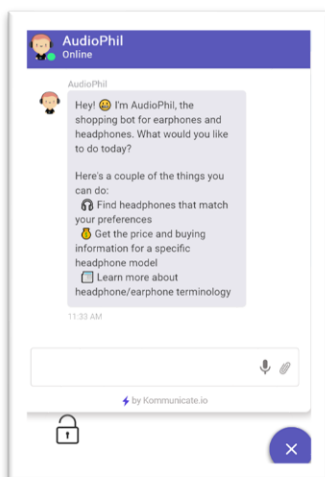 AudioPhil
Online
AudioPhil
Hey! 😀 I'm AudioPhil, the
shopping bot for earphones and
headphones. What would you like
to do today?
Here's a couple of the things you
can do:
🎧 Find headphones that match
your preferences
💰 Get the price and buying
information for a specific
headphone model
🗒️ Learn more about
headphone/earphone terminology
11:33 AM
⚡ by Kommunicate.io